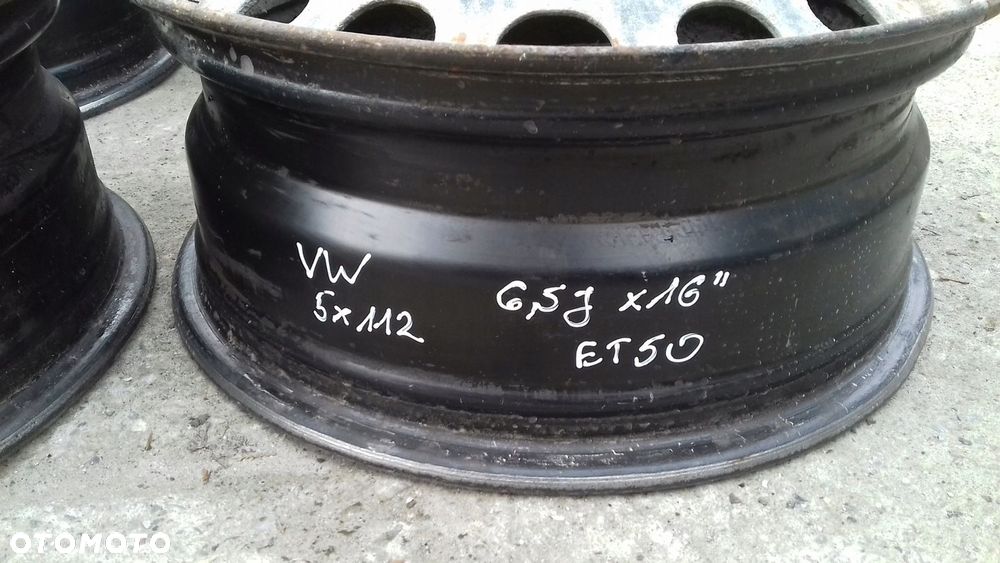 VW
5x112
6,5J x16"
ET50
OTOMOTO